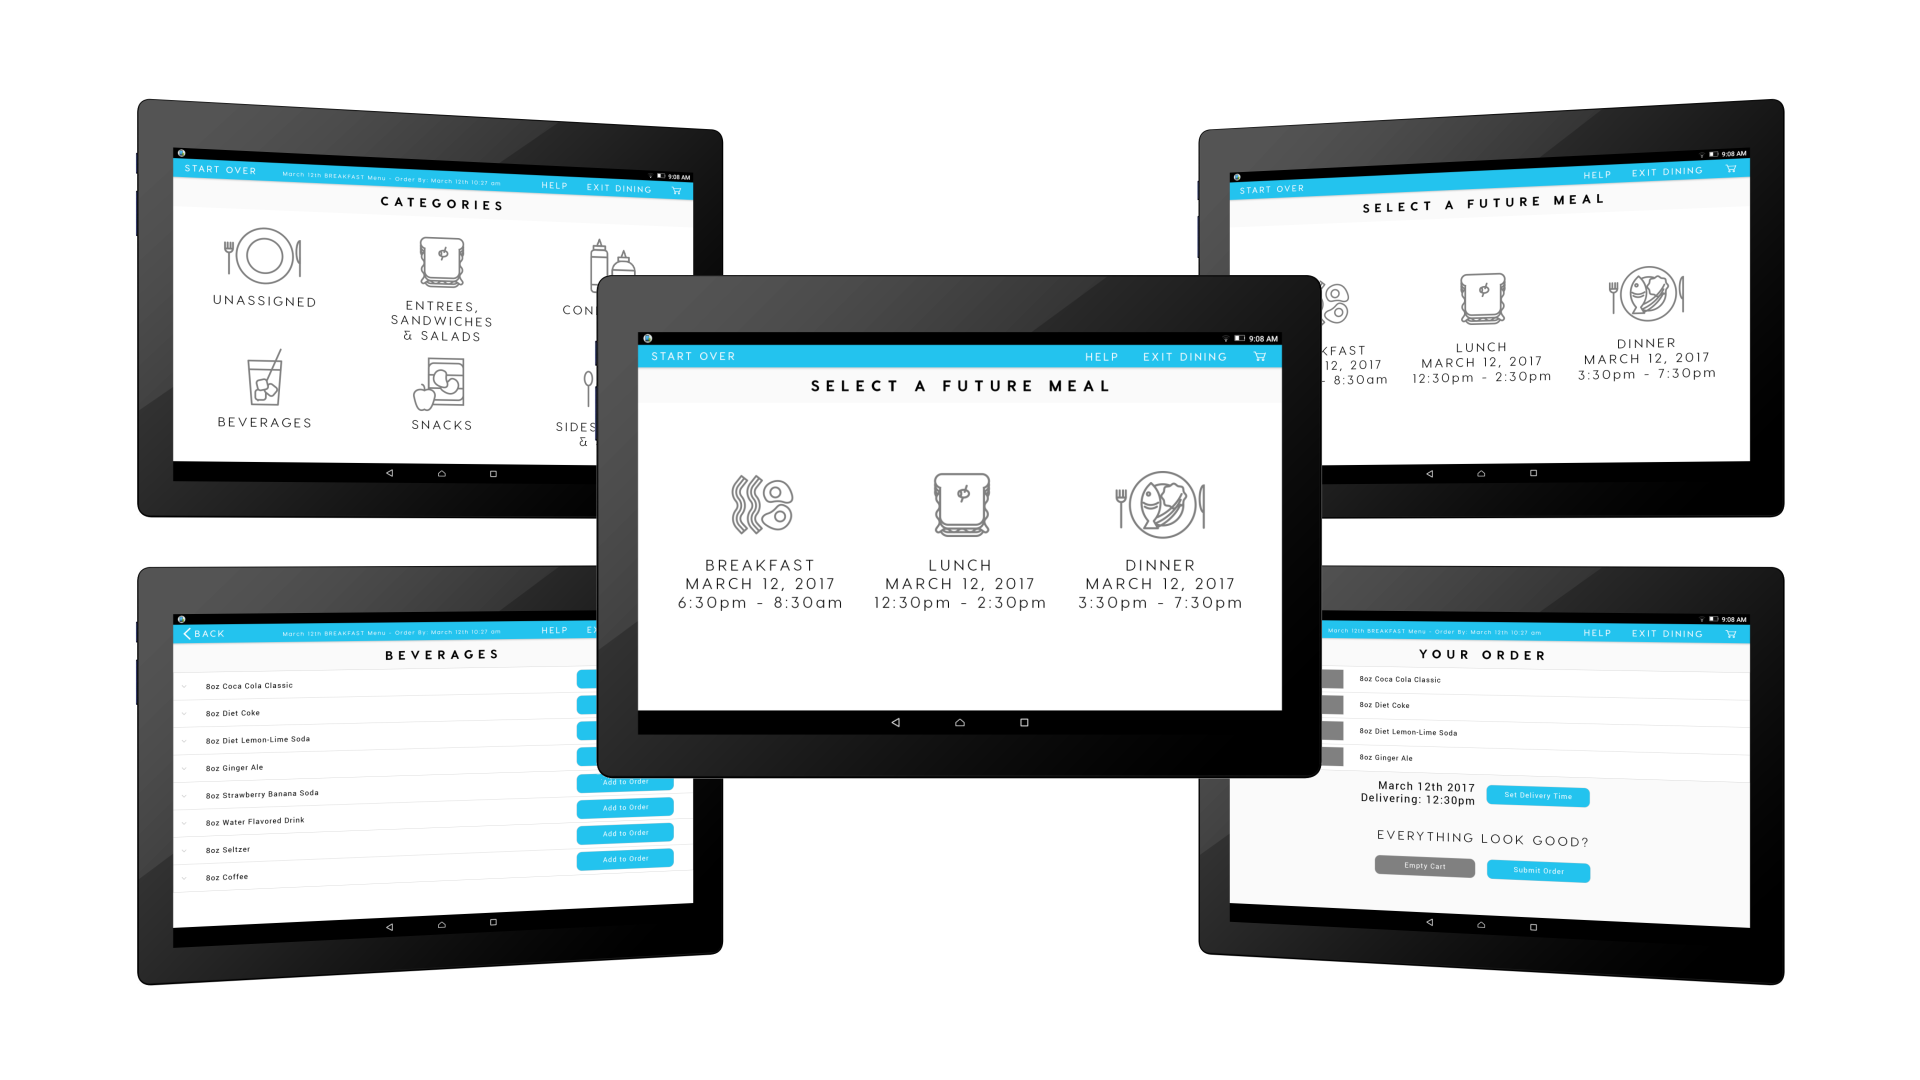 9:08 AM
START OVER
March 12th BREAKFAST Menu - Order By: March 12th 10:27 am
HELP
EXIT DINING
CATEGORIES
UNASSIGNED
ENTREES,
SANDWICHES
& SALADS
CON
BEVERAGES
SNACKS
SIDES
&
9:08 AM
START OVER
HELP
EXIT DINING
SELECT A FUTURE MEAL
KFAST
12, 2017
- 8:30am
LUNCH
MARCH 12, 2017
12:30pm - 2:30pm
DINNER
MARCH 12, 2017
3:30pm - 7:30pm
9:08 AM
START OVER
HELP
EXIT DINING
SELECT A FUTURE MEAL
BREAKFAST
MARCH 12, 2017
6:30pm - 8:30am
LUNCH
MARCH 12, 2017
12:30pm - 2:30pm
DINNER
MARCH 12, 2017
3:30pm - 7:30pm
BACK
March 12th BREAKFAST Menu - Order By: March 12th 10:27 am
HELP
BEVERAGES
8oz Coca Cola Classic
8oz Diet Coke
8oz Diet Lemon-Lime Soda
8oz Ginger Ale
8oz Strawberry Banana Soda
Add to Order
8oz Water Flavored Drink
Add to Order
8oz Seltzer
Add to Order
8oz Coffee
Add to Order
9:08 AM
March 12th BREAKFAST Menu - Order By: March 12th 10:27 am
HELP
EXIT DINING
YOUR ORDER
8oz Coca Cola Classic
8oz Diet Coke
8oz Diet Lemon-Lime Soda
8oz Ginger Ale
March 12th 2017
Delivering: 12:30pm
Set Delivery Time
EVERYTHING LOOK GOOD?
Empty Cart
Submit Order